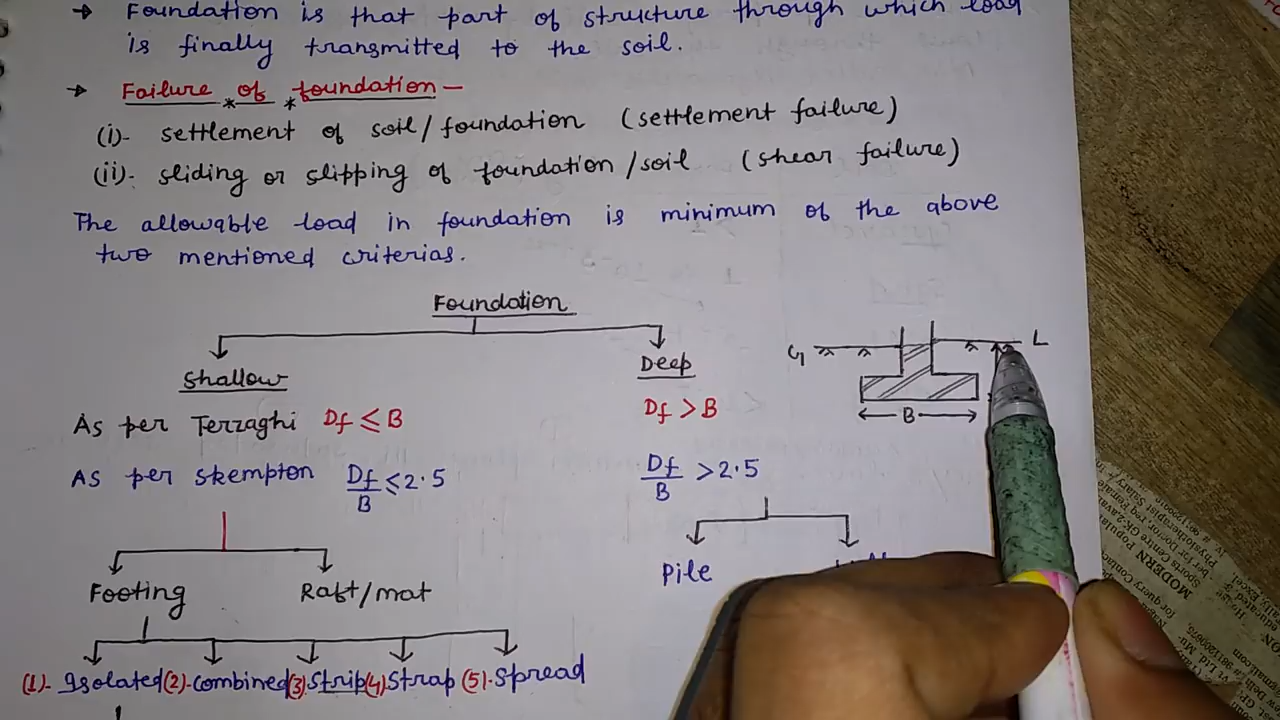 → Foundation is that part of structure through which load
is finally transmitted to the soil.
→ Failure of foundation —
(i)- settlement of soil/foundation (settlement failure)
(ii)- sliding or slipping of foundation/soil (shear failure)
The allowable load in foundation is minimum of the above
two mentioned criterias.
Foundation
Shallow
Deep
G L
B
As per Terzaghi Df ≤ B
Df > B
As per skempton Df/B ≤ 2.5
Df/B > 2.5
Footing
Raft/mat
Pile
(1)- Isolated (2)- combined (3)- Strip (4)- Strap (5)- Spread
MODERN